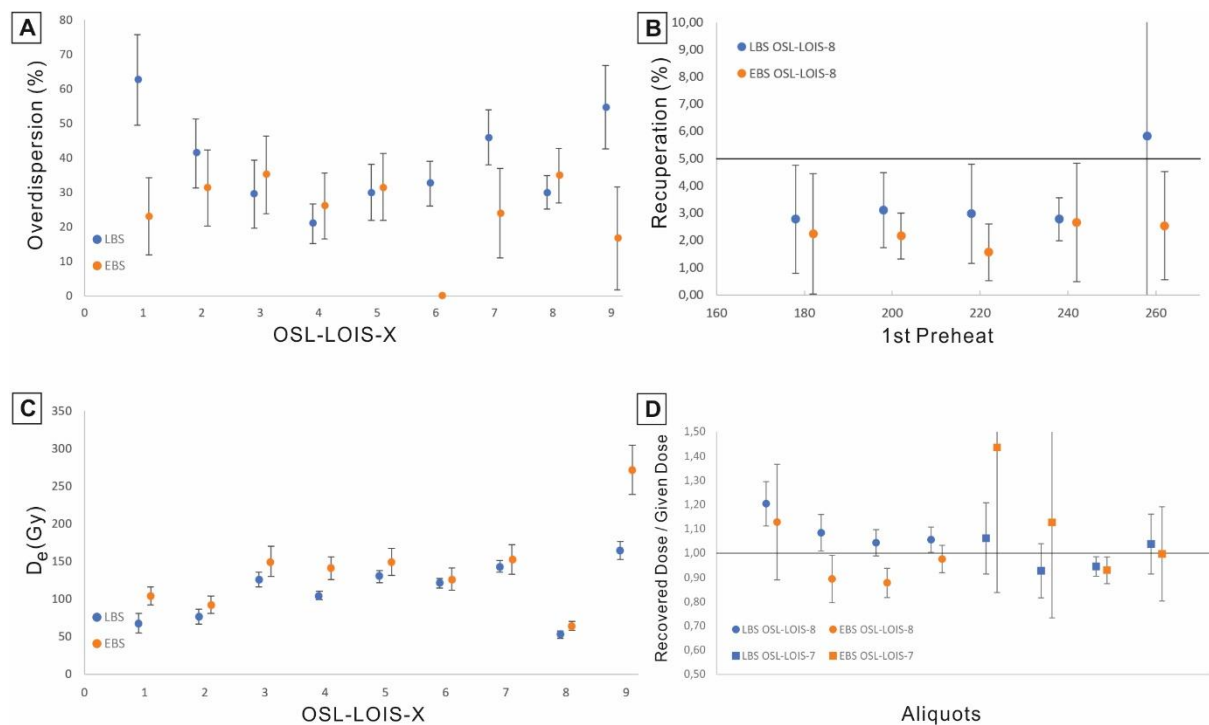 A
Overdispersion (%)
80
70
60
50
40
30
20
10
0
LBS
EBS
0 1 2 3 4 5 6 7 8 9
OSL-LOIS-X
B
Recuperation (%)
10,00
9,00
8,00
7,00
6,00
5,00
4,00
3,00
2,00
1,00
0,00
LBS OSL-LOIS-8
EBS OSL-LOIS-8
160 180 200 220 240 260
1st Preheat
C
De(Gy)
350
300
250
200
150
100
50
0
LBS
EBS
0 1 2 3 4 5 6 7 8 9
OSL-LOIS-X
D
Recovered Dose / Given Dose
1,50
1,40
1,30
1,20
1,10
1,00
0,90
0,80
0,70
0,60
0,50
LBS OSL-LOIS-8 EBS OSL-LOIS-8
LBS OSL-LOIS-7 EBS OSL-LOIS-7
Aliquots